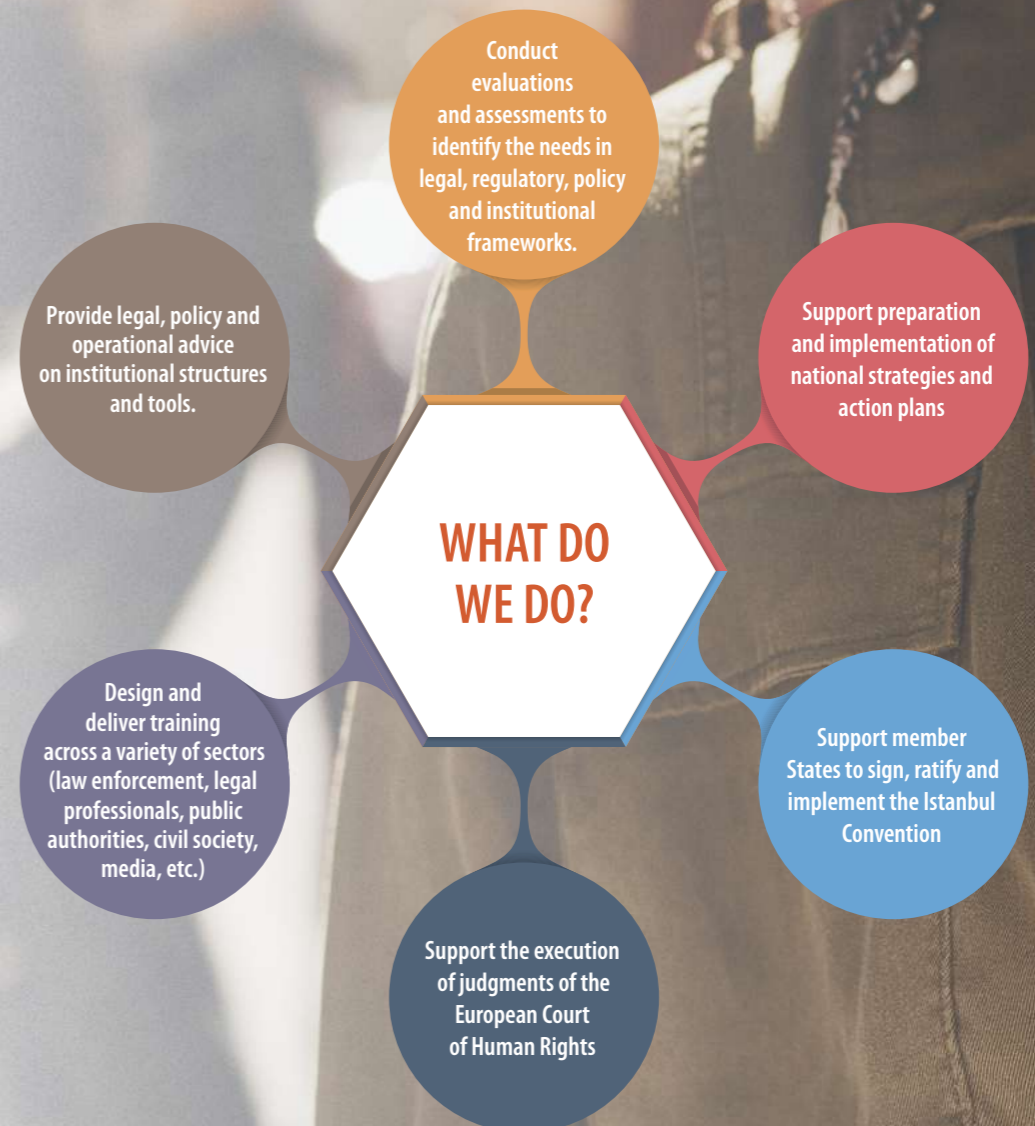 WHAT DO
WE DO?
Conduct
evaluations
and assessments to
identify the needs in
legal, regulatory, policy
and institutional
frameworks.
Support preparation
and implementation of
national strategies and
action plans
Support member
States to sign, ratify and
implement the Istanbul
Convention
Support the execution
of judgments of the
European Court
of Human Rights
Design and
deliver training
across a variety of sectors
(law enforcement, legal
professionals, public
authorities, civil society,
media, etc.)
Provide legal, policy and
operational advice
on institutional structures
and tools.